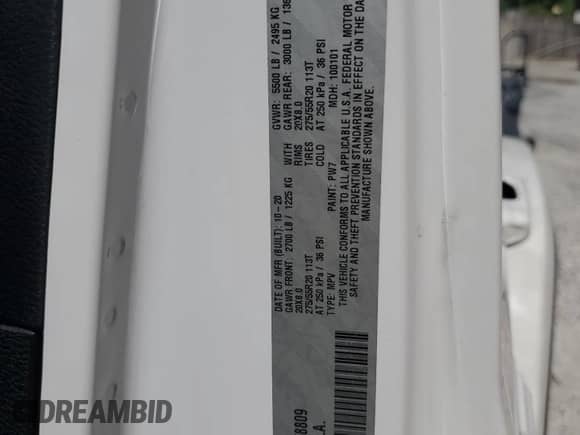 DATE OF MFR (BUILT): 10-20 GVWR: 5500 LB / 2495 KG
GAWR FRONT: 2700 LB / 1225 KG WITH GAWR REAR: 3000 LB /
20X8.0 RIMS 20X8.0
275/55R20 113T TIRES 275/55R20 113T
AT 250 kPa / 36 PSI COLD AT 250 kPa / 36 PSI
TYPE: MPV PAINT: PW7 MDH: 100101
THIS VEHICLE CONFORMS TO ALL APPLICABLE U.S.A. FEDERAL MOTOR
SAFETY AND THEFT PREVENTION STANDARDS IN EFFECT ON THE
MANUFACTURE SHOWN ABOVE.
8809
.A.
DREAMBID